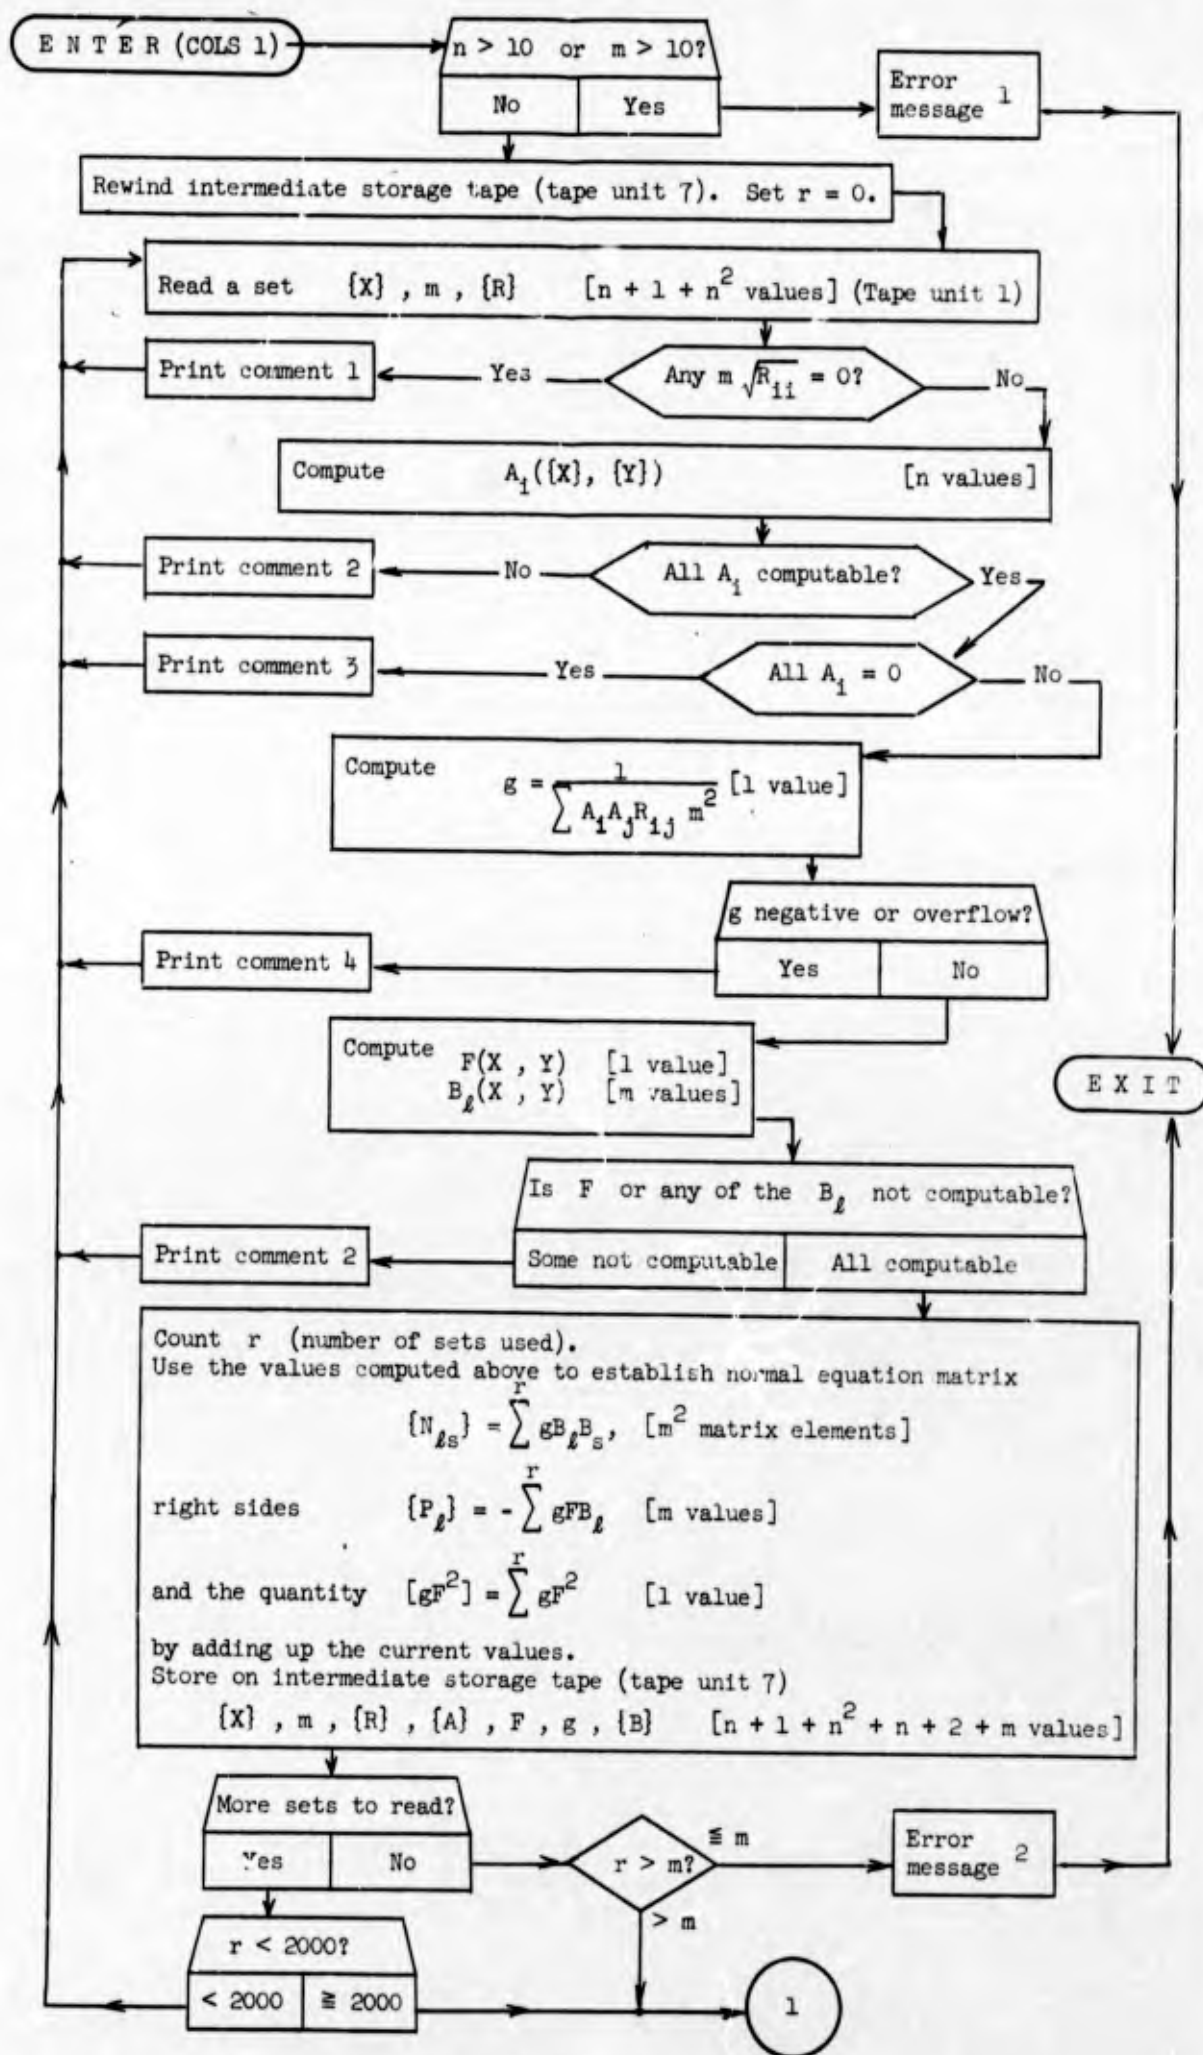 E N T E R (COLS 1)
n > 10 or m > 10?
No Yes
Error
message 1
Rewind intermediate storage tape (tape unit 7). Set r = 0.
Read a set {X} , m , {R} [n + 1 + n² values] (Tape unit 1)
Print comment 1
Yes
Any m √Rᵢᵢ = 0?
No
Compute Aᵢ({X}, {Y}) [n values]
Print comment 2
No
All Aᵢ computable?
Yes
Print comment 3
Yes
All Aᵢ = 0
No
Compute g = 1 / ∑ AᵢAⱼRᵢⱼ m² [1 value]
g negative or overflow?
Yes No
Print comment 4
Compute F(X , Y) [1 value]
B_ℓ(X , Y) [m values]
E X I T
Is F or any of the B_ℓ not computable?
Some not computable All computable
Print comment 2
Count r (number of sets used).
Use the values computed above to establish normal equation matrix
{N_ℓs} = ∑^r gB_ℓB_s, [m² matrix elements]
right sides {P_ℓ} = - ∑^r gFB_ℓ [m values]
and the quantity [gF²] = ∑^r gF² [1 value]
by adding up the current values.
Store on intermediate storage tape (tape unit 7)
{X} , m , {R} , {A} , F , g , {B} [n + 1 + n² + n + 2 + m values]
More sets to read?
Yes No
r > m?
≦ m
Error
message 2
> m
r < 2000?
< 2000 ≧ 2000
1